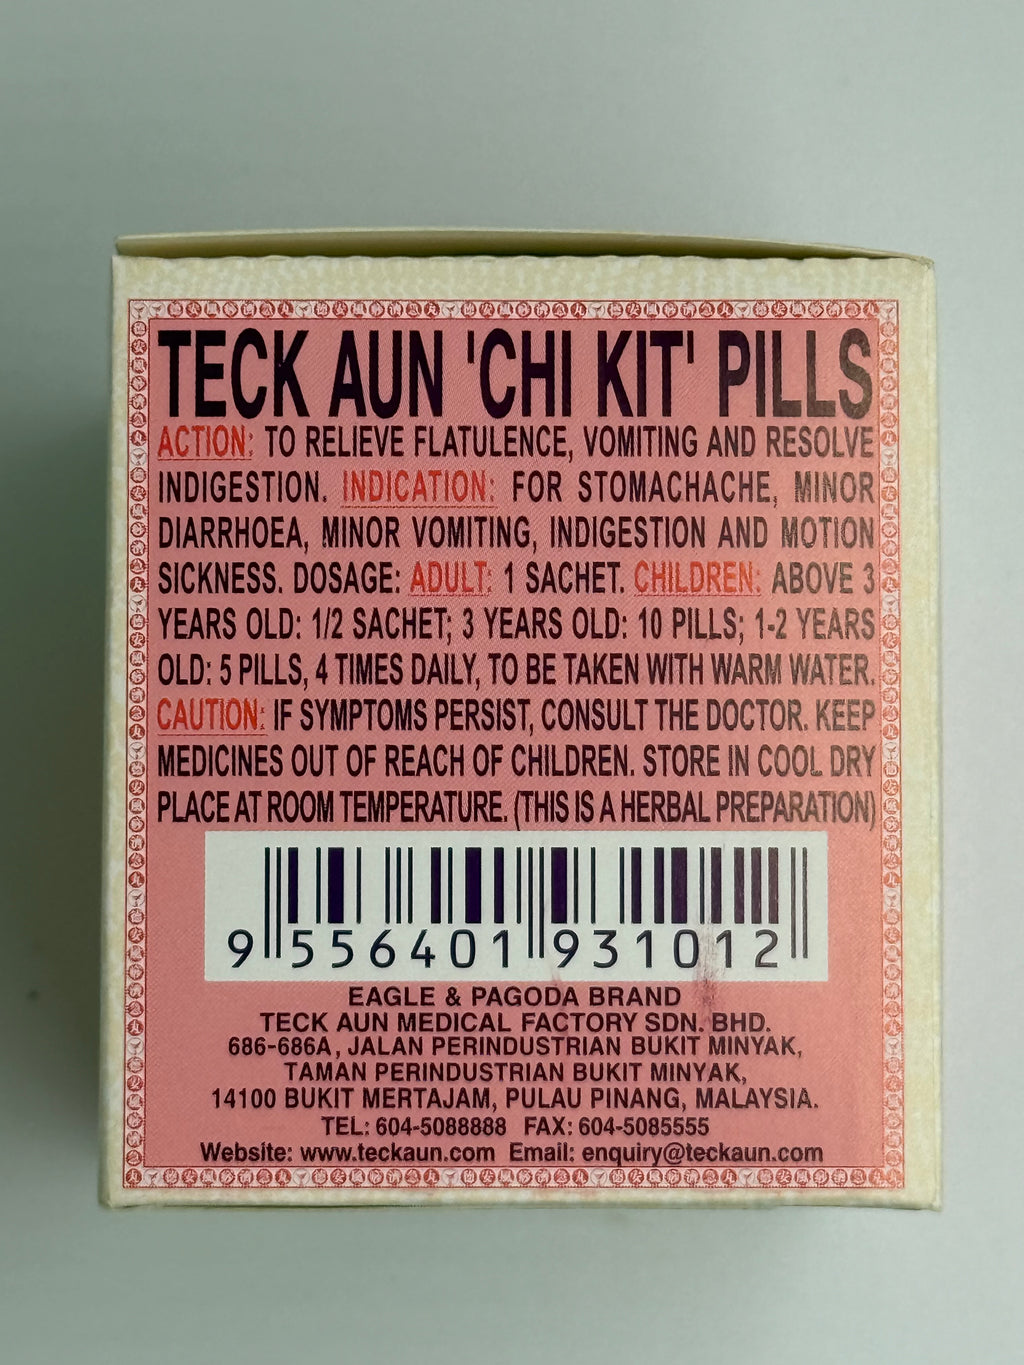 TECK AUN 'CHI KIT' PILLS
ACTION: TO RELIEVE FLATULENCE, VOMITING AND RESOLVE
INDIGESTION. INDICATION: FOR STOMACHACHE, MINOR
DIARRHOEA, MINOR VOMITING, INDIGESTION AND MOTION
SICKNESS. DOSAGE: ADULT: 1 SACHET. CHILDREN: ABOVE 3
YEARS OLD: 1/2 SACHET; 3 YEARS OLD: 10 PILLS; 1-2 YEARS
OLD: 5 PILLS, 4 TIMES DAILY, TO BE TAKEN WITH WARM WATER.
CAUTION: IF SYMPTOMS PERSIST, CONSULT THE DOCTOR. KEEP
MEDICINES OUT OF REACH OF CHILDREN. STORE IN COOL DRY
PLACE AT ROOM TEMPERATURE. (THIS IS A HERBAL PREPARATION)
9 556401 931012
EAGLE & PAGODA BRAND
TECK AUN MEDICAL FACTORY SDN. BHD.
686-686A, JALAN PERINDUSTRIAN BUKIT MINYAK,
TAMAN PERINDUSTRIAN BUKIT MINYAK,
14100 BUKIT MERTAJAM, PULAU PINANG, MALAYSIA.
TEL: 604-5088888 FAX: 604-5085555
Website: www.teckaun.com Email: enquiry@teckaun.com